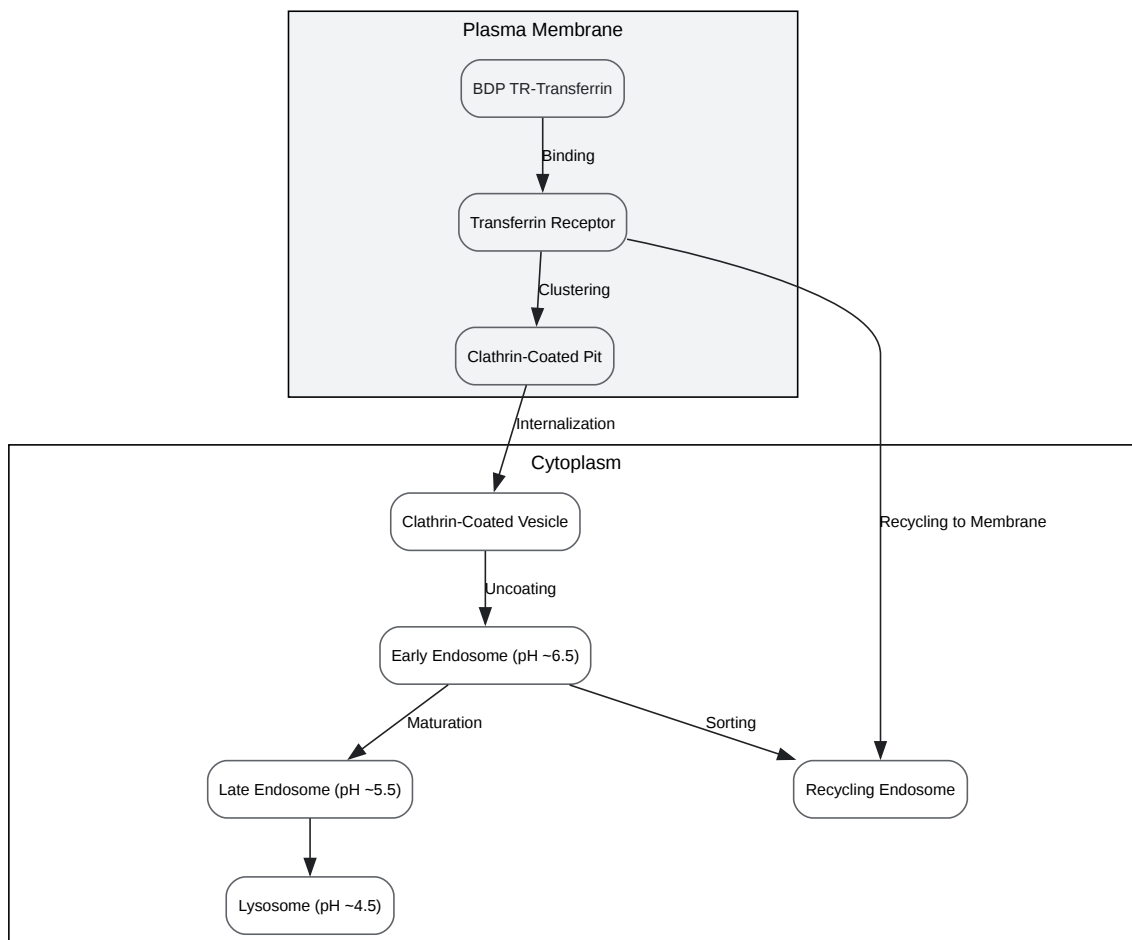 Plasma Membrane
BDP TR-Transferrin
Binding
Transferrin Receptor
Clustering
Clathrin-Coated Pit
Internalization
Cytoplasm
Clathrin-Coated Vesicle
Recycling to Membrane
Uncoating
Early Endosome (pH ~6.5)
Maturation
Sorting
Late Endosome (pH ~5.5)
Recycling Endosome
Lysosome (pH ~4.5)